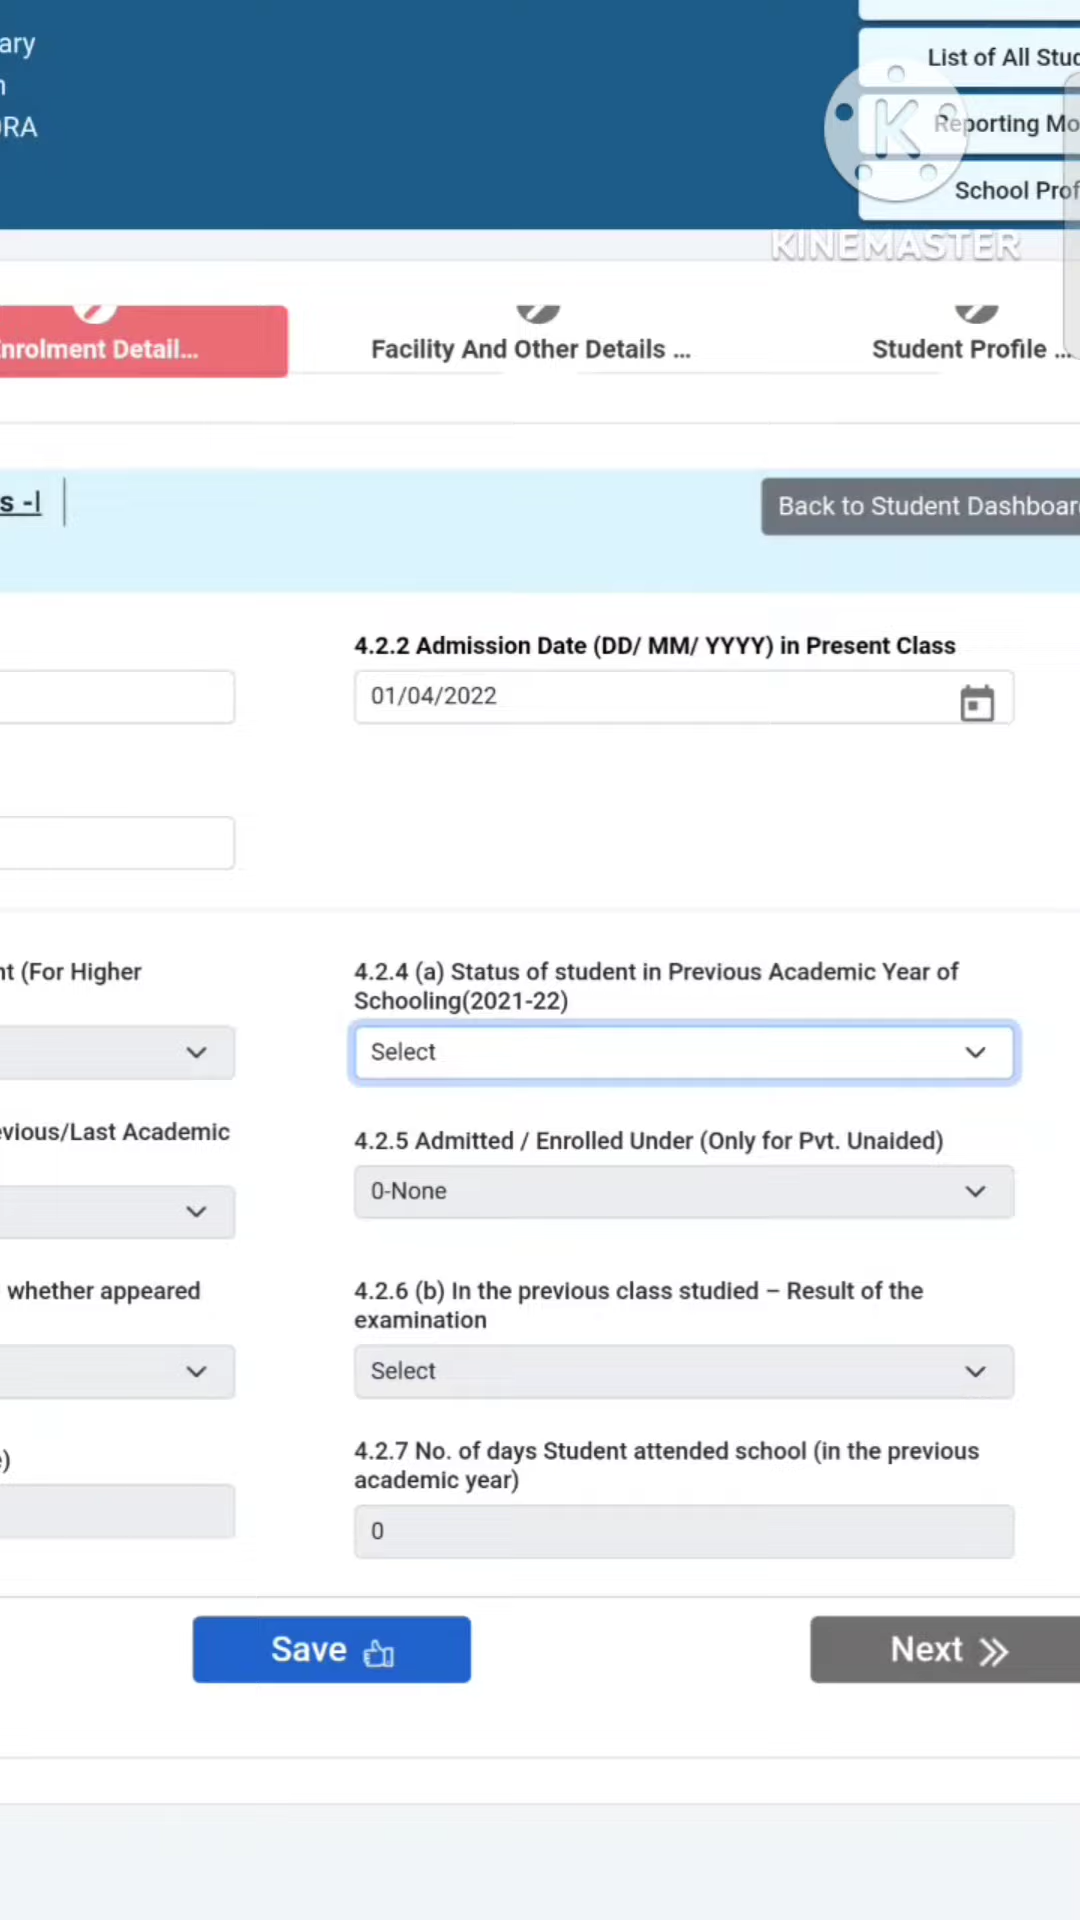 ary
List of All Stud
RA
Reporting Mo
School Prof
KINEMASTER
nrolment Detail...
Facility And Other Details ...
Student Profile ...
s -I
Back to Student Dashboar
4.2.2 Admission Date (DD/ MM/ YYYY) in Present Class
01/04/2022
nt (For Higher
4.2.4 (a) Status of student in Previous Academic Year of
Schooling(2021-22)
Select
evious/Last Academic
4.2.5 Admitted / Enrolled Under (Only for Pvt. Unaided)
0-None
whether appeared
4.2.6 (b) In the previous class studied – Result of the
examination
Select
)
4.2.7 No. of days Student attended school (in the previous
academic year)
0
Save
Next